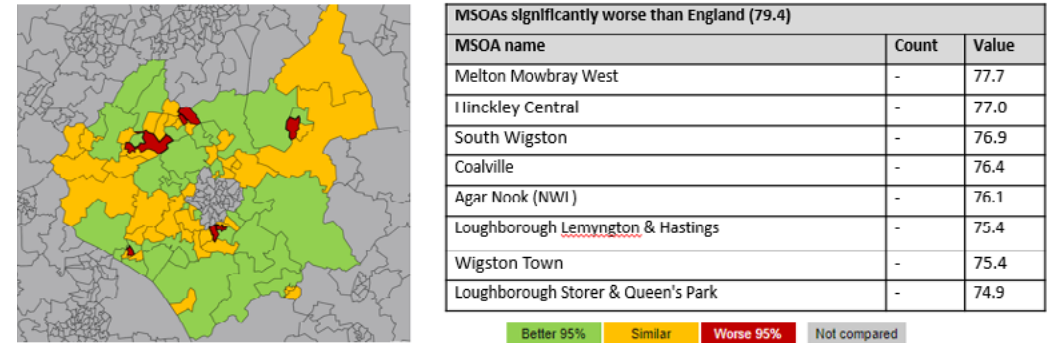 MSOAs significantly worse than England (79.4)
MSOA name Count Value
Melton Mowbray West - 77.7
Hinckley Central - 77.0
South Wigston - 76.9
Coalville - 76.4
Agar Nook (NWL) - 76.1
Loughborough Lemyngton & Hastings - 75.4
Wigston Town - 75.4
Loughborough Storer & Queen's Park - 74.9
Better 95% Similar Worse 95% Not compared